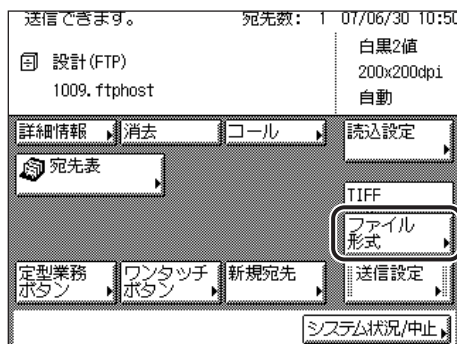 送信できます。 宛先数: 1 07/06/30 10:50
設計(FTP)
1009.ftphost
白黒2値
200x200dpi
自動
詳細情報 消去 コール 読込設定
宛先表
TIFF
ファイル
形式
定型業務
ボタン
ワンタッチ
ボタン
新規宛先
送信設定
システム状況/中止